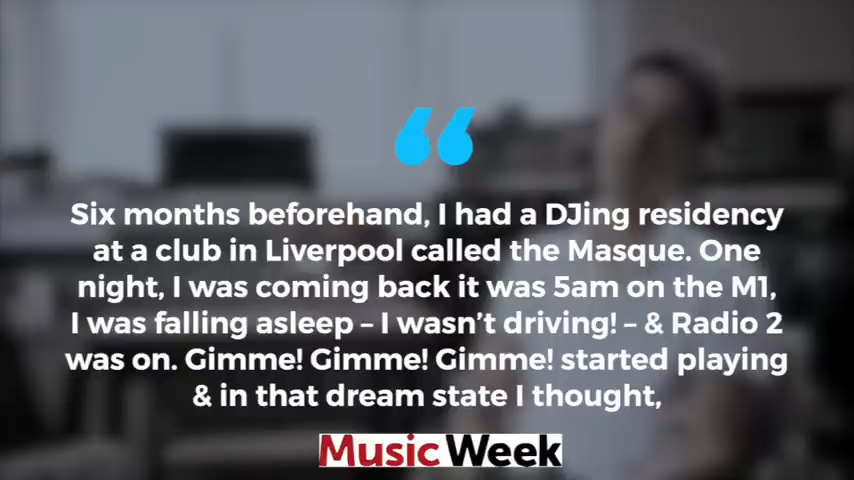 “
Six months beforehand, I had a DJing residency
at a club in Liverpool called the Masque. One
night, I was coming back it was 5am on the M1,
I was falling asleep – I wasn’t driving! – & Radio 2
was on. Gimme! Gimme! Gimme! started playing
& in that dream state I thought,
Music Week